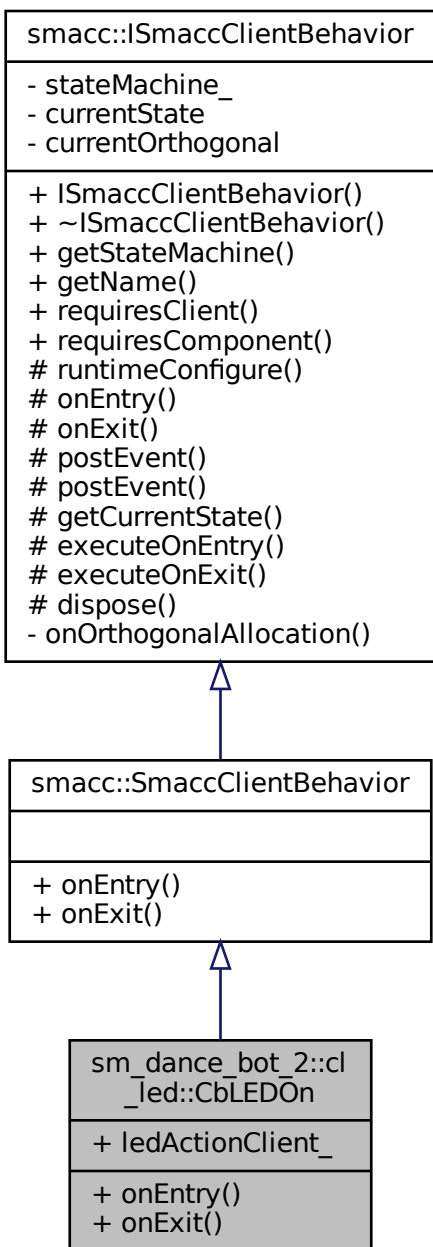 smacc::ISmaccClientBehavior
- stateMachine_
- currentState
- currentOrthogonal
+ ISmaccClientBehavior()
+ ~ISmaccClientBehavior()
+ getStateMachine()
+ getName()
+ requiresClient()
+ requiresComponent()
# runtimeConfigure()
# onEntry()
# onExit()
# postEvent()
# postEvent()
# getCurrentState()
# executeOnEntry()
# executeOnExit()
# dispose()
- onOrthogonalAllocation()
smacc::SmaccClientBehavior
+ onEntry()
+ onExit()
sm_dance_bot_2::cl
_led::CbLEDOn
+ ledActionClient_
+ onEntry()
+ onExit()